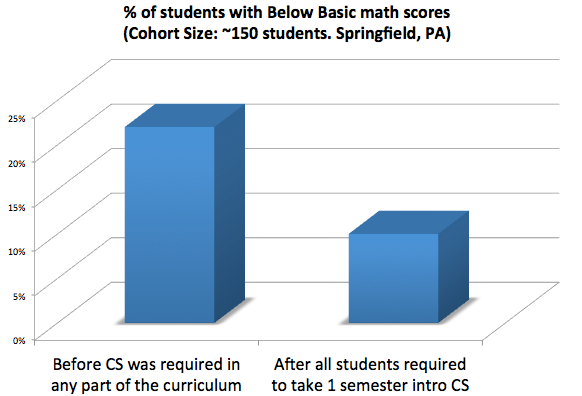 % of students with Below Basic math scores
(Cohort Size: ~150 students. Springfield, PA)
25%
20%
15%
10%
5%
0%
Before CS was required in
any part of the curriculum
After all students required
to take 1 semester intro CS